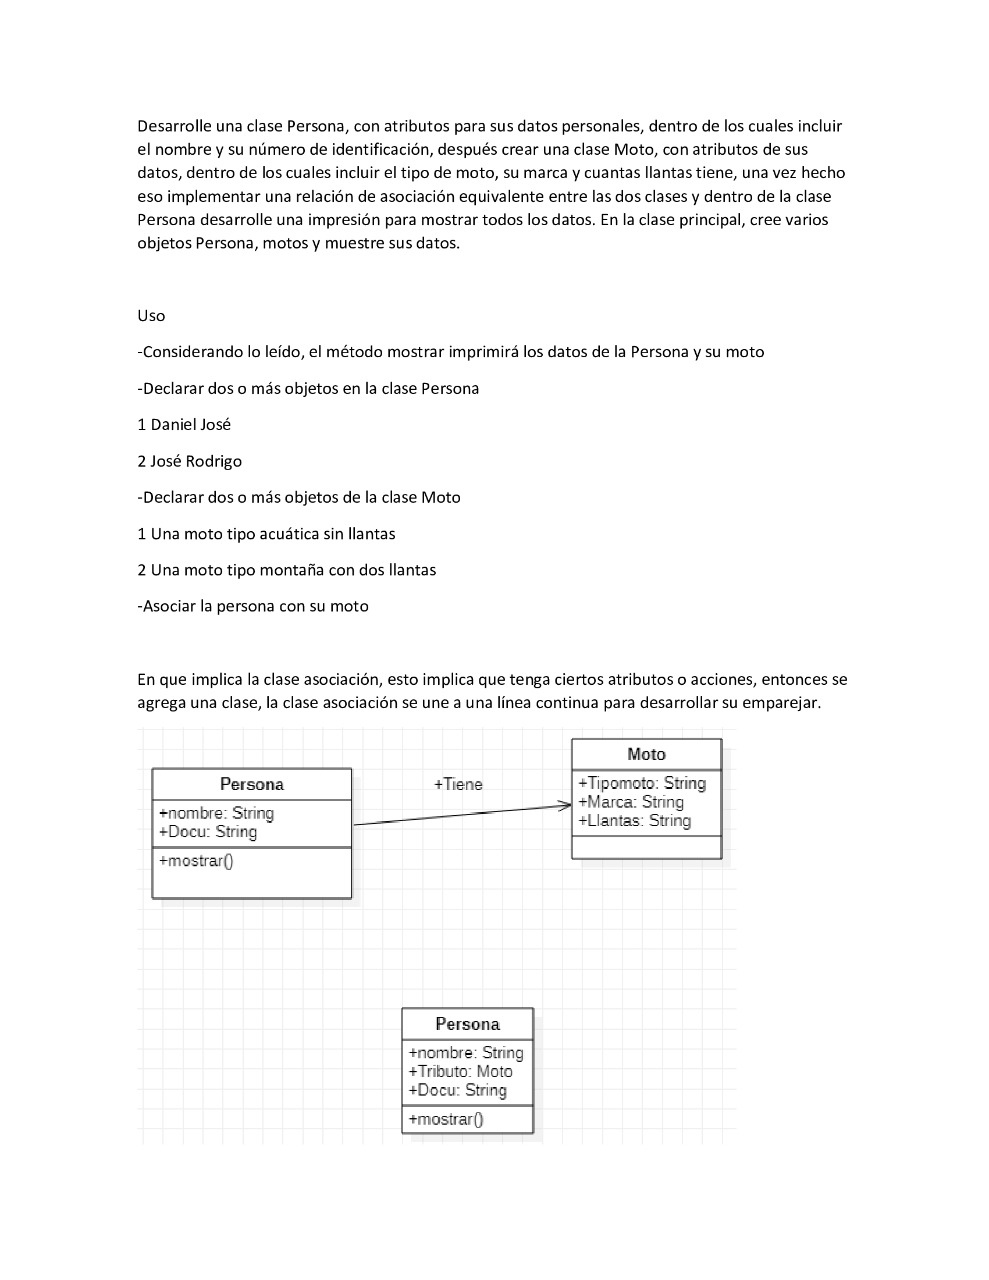 Desarrolle una clase Persona, con atributos para sus datos personales, dentro de los cuales incluir
el nombre y su número de identificación, después crear una clase Moto, con atributos de sus
datos, dentro de los cuales incluir el tipo de moto, su marca y cuantas llantas tiene, una vez hecho
eso implementar una relación de asociación equivalente entre las dos clases y dentro de la clase
Persona desarrolle una impresión para mostrar todos los datos. En la clase principal, cree varios
objetos Persona, motos y muestre sus datos.
Uso
-Considerando lo leído, el método mostrar imprimirá los datos de la Persona y su moto
-Declarar dos o más objetos en la clase Persona
1 Daniel José
2 José Rodrigo
-Declarar dos o más objetos de la clase Moto
1 Una moto tipo acuática sin llantas
2 Una moto tipo montaña con dos llantas
-Asociar la persona con su moto
En que implica la clase asociación, esto implica que tenga ciertos atributos o acciones, entonces se
agrega una clase, la clase asociación se une a una línea continua para desarrollar su emparejar.
Persona
+nombre: String
+Docu: String
+mostrar()
+Tiene
Moto
+Tipomoto: String
+Marca: String
+Llantas: String
Persona
+nombre: String
+Tributo: Moto
+Docu: String
+mostrar()